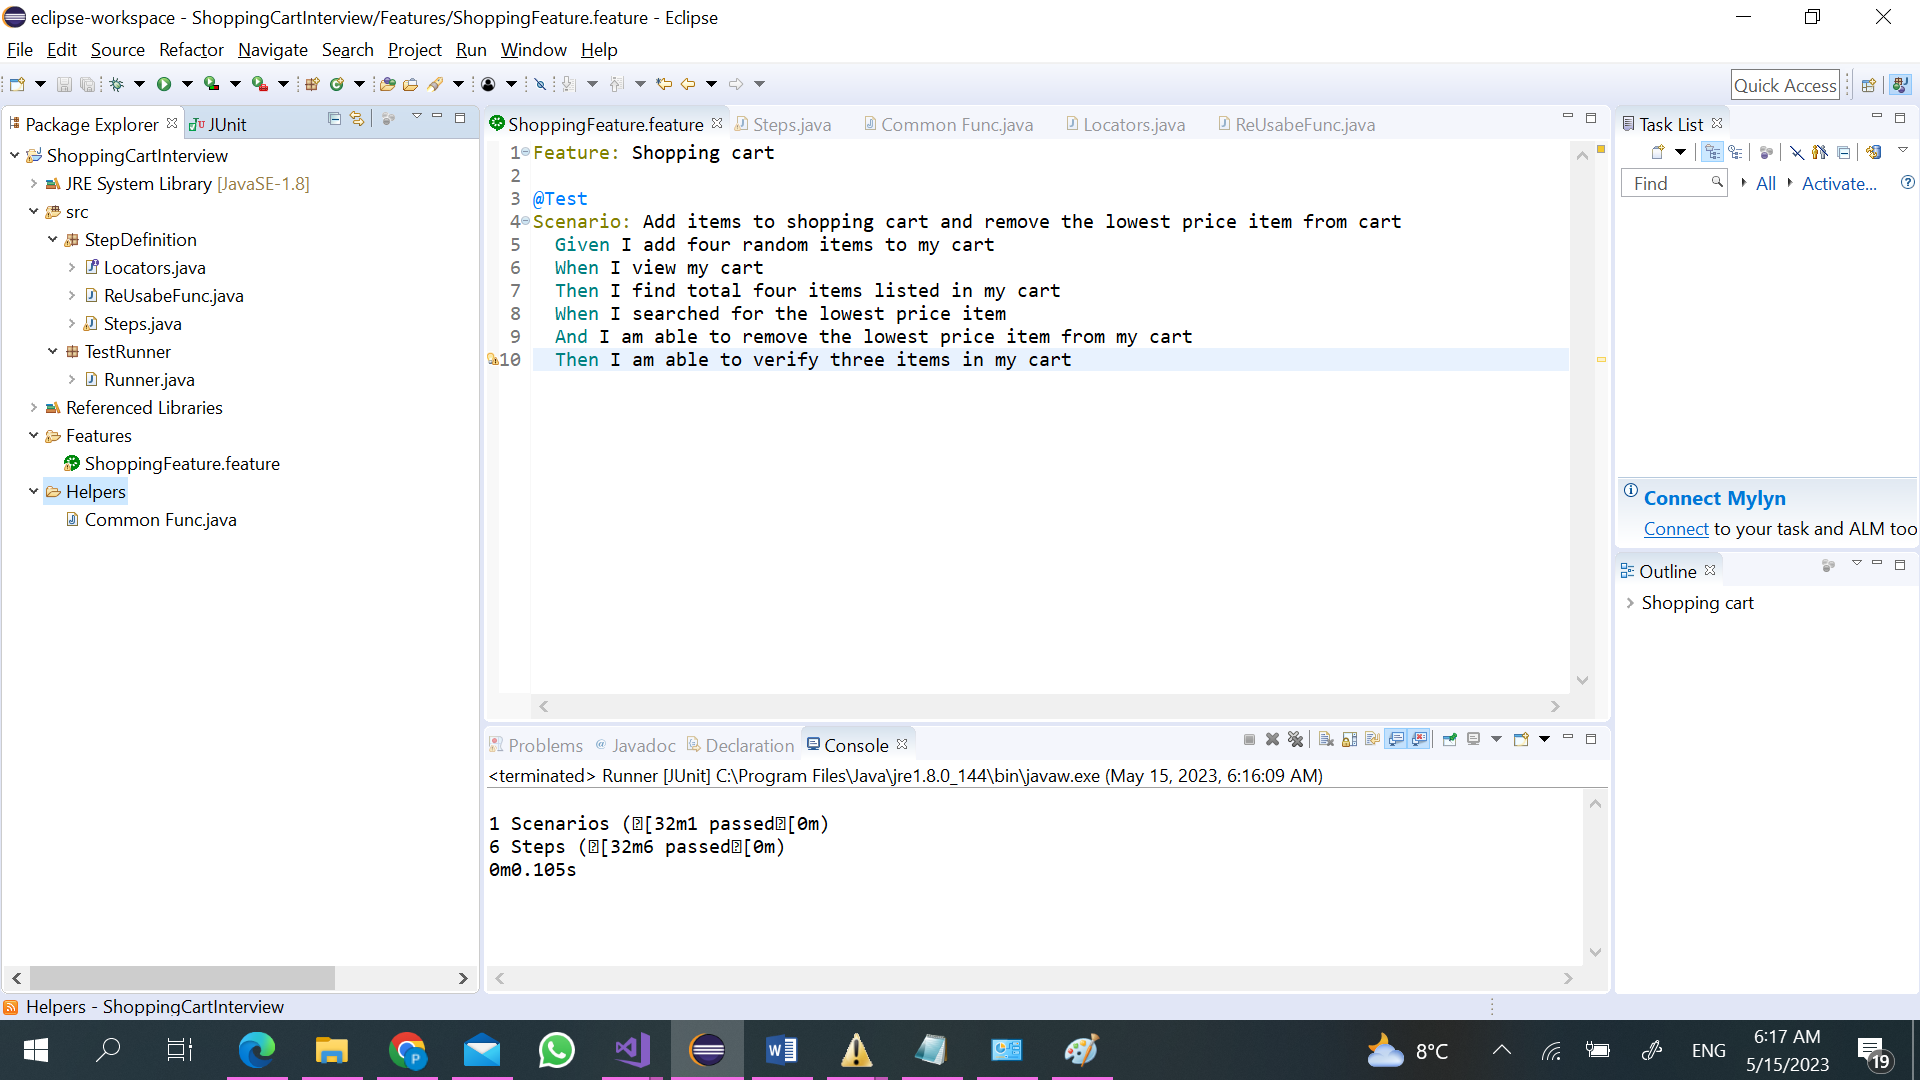 eclipse-workspace - ShoppingCartInterview/Features/ShoppingFeature.feature - Eclipse
File Edit Source Refactor Navigate Search Project Run Window Help
Quick Access
Package Explorer
JUnit
ShoppingCartInterview
JRE System Library [JavaSE-1.8]
src
StepDefinition
Locators.java
ReUsabeFunc.java
Steps.java
TestRunner
Runner.java
Referenced Libraries
Features
ShoppingFeature.feature
Helpers
Common Func.java
ShoppingFeature.feature Steps.java Common Func.java Locators.java ReUsabeFunc.java
1 Feature: Shopping cart
2
3 @Test
4 Scenario: Add items to shopping cart and remove the lowest price item from cart
5 Given I add four random items to my cart
6 When I view my cart
7 Then I find total four items listed in my cart
8 When I searched for the lowest price item
9 And I am able to remove the lowest price item from my cart
10 Then I am able to verify three items in my cart
Problems @ Javadoc Declaration Console
<terminated> Runner [JUnit] C:\Program Files\Java\jre1.8.0_144\bin\javaw.exe (May 15, 2023, 6:16:09 AM)
1 Scenarios ([32m1 passed[0m)
6 Steps ([32m6 passed[0m)
0m0.105s
Task List
Find All Activate...
Connect Mylyn
Connect to your task and ALM too
Outline
Shopping cart
Helpers - ShoppingCartInterview
8°C
ENG
6:17 AM
5/15/2023
19